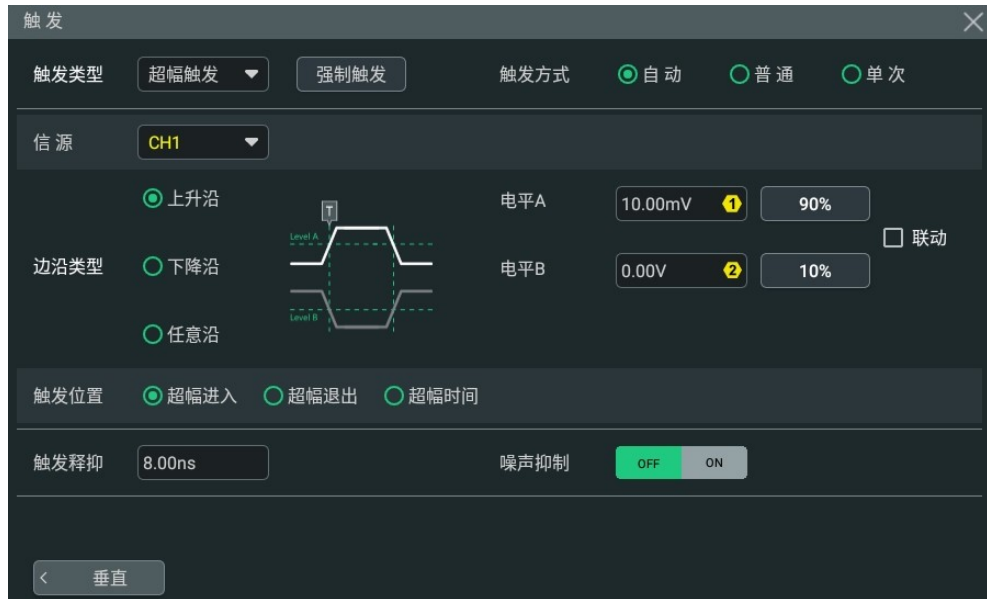 触发
触发类型 超幅触发 强制触发 触发方式 自动 普通 单次
信源 CH1
上升沿 电平A 10.00mV 1 90%
T
Level A
联动
边沿类型 下降沿 电平B 0.00V 2 10%
Level B
任意沿
触发位置 超幅进入 超幅退出 超幅时间
触发释抑 8.00ns 噪声抑制 OFF ON
< 垂直